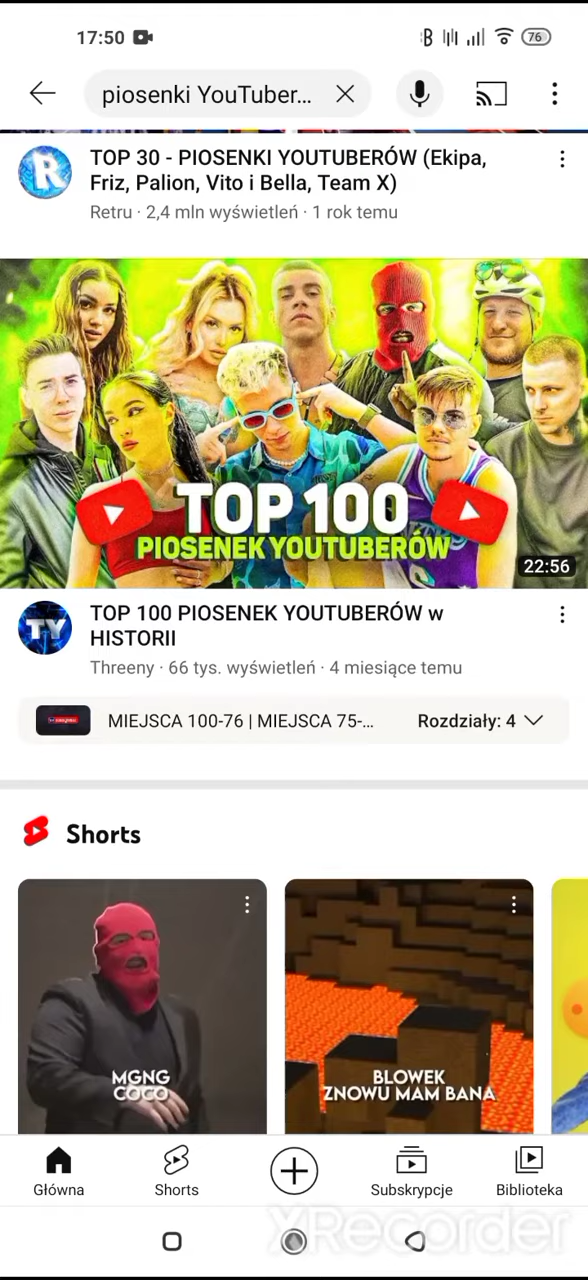 17:50
76
piosenki YouTuber...
R
TOP 30 - PIOSENKI YOUTUBERÓW (Ekipa,
Friz, Palion, Vito i Bella, Team X)
Retru · 2,4 mln wyświetleń · 1 rok temu
TOP 100
PIOSENEK YOUTUBERÓW
22:56
TY
TOP 100 PIOSENEK YOUTUBERÓW w
HISTORII
Threeny · 66 tys. wyświetleń · 4 miesiące temu
MIEJSCA 100-76 | MIEJSCA 75-...
Rozdziały: 4
Shorts
MGNG
COCO
BLOWEK
ZNOWU MAM BANA
Główna
Shorts
Subskrypcje
Biblioteka
XRecorder